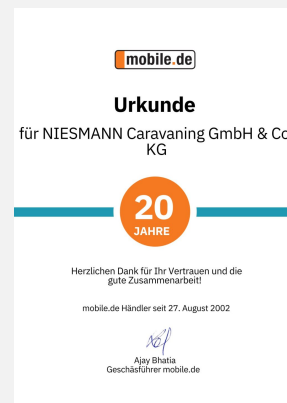 mobile.de
Urkunde
für NIESMANN Caravaning GmbH & Co
KG
20
JAHRE
Herzlichen Dank für Ihr Vertrauen und die
gute Zusammenarbeit!
mobile.de Händler seit 27. August 2002
Ajay Bhatia
Geschäsführer mobile.de